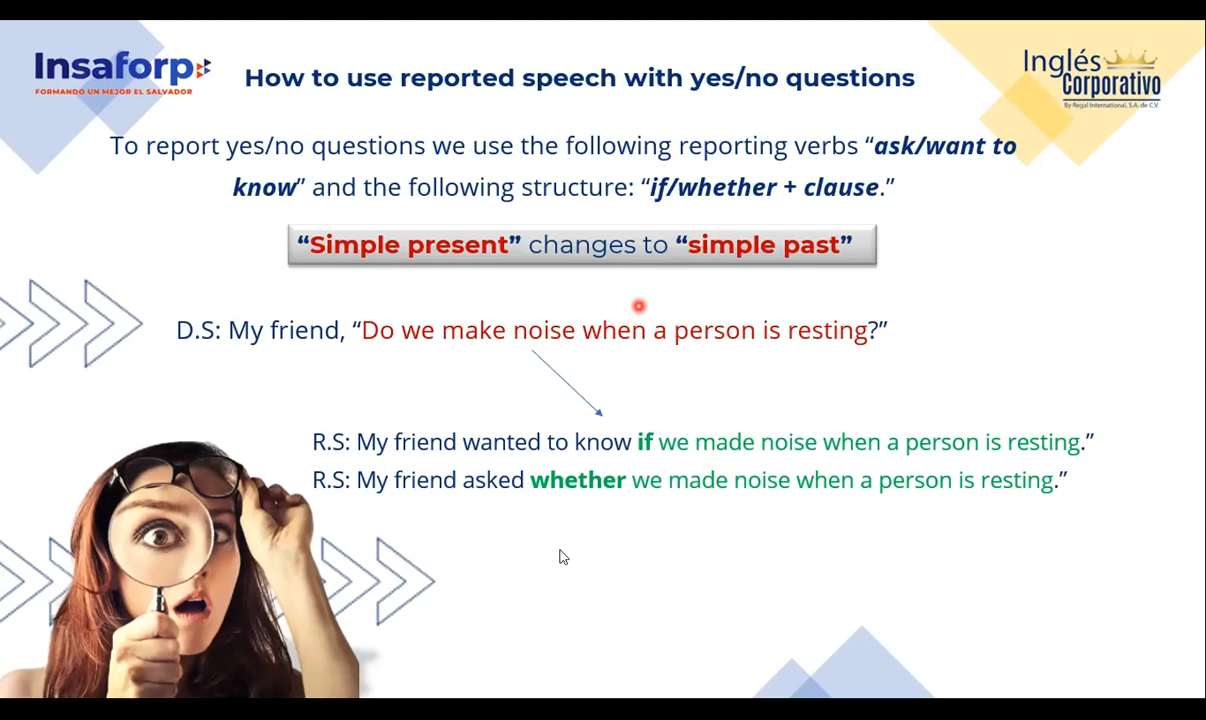 Insaforp
FORMANDO UN MEJOR EL SALVADOR
How to use reported speech with yes/no questions
Inglés
Corporativo
By Regal International, S.A. de C.V.
To report yes/no questions we use the following reporting verbs “ask/want to
know” and the following structure: “if/whether + clause.”
“Simple present” changes to “simple past”
D.S: My friend, “Do we make noise when a person is resting?”
R.S: My friend wanted to know if we made noise when a person is resting.”
R.S: My friend asked whether we made noise when a person is resting.”